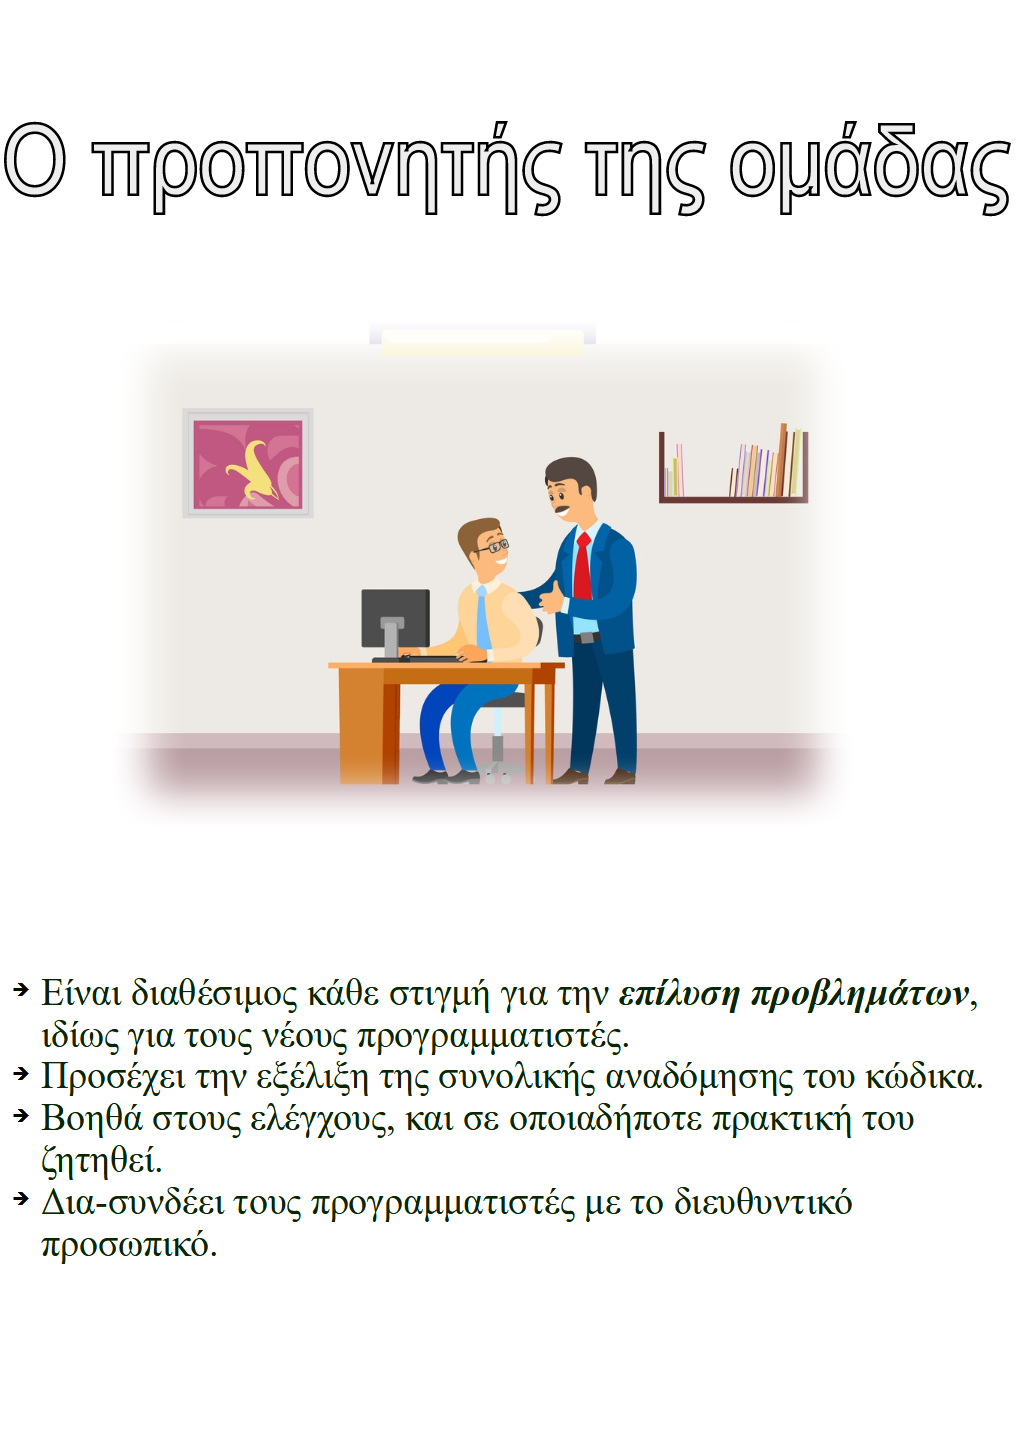 Ο προπονητής της ομάδας
➔ Είναι διαθέσιμος κάθε στιγμή για την επίλυση προβλημάτων,
ιδίως για τους νέους προγραμματιστές.
➔ Προσέχει την εξέλιξη της συνολικής αναδόμησης του κώδικα.
➔ Βοηθά στους ελέγχους, και σε οποιαδήποτε πρακτική του
ζητηθεί.
➔ Δια-συνδέει τους προγραμματιστές με το διευθυντικό
προσωπικό.